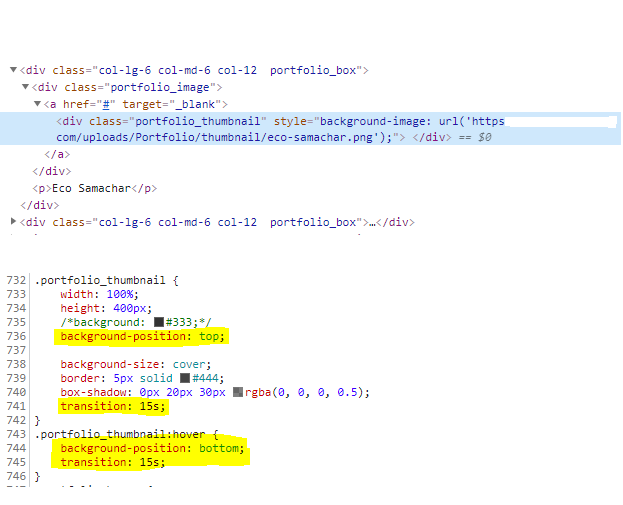 ▼<div class="col-lg-6 col-md-6 col-12  portfolio_box">
▼<div class="portfolio_image">
▼<a href="#" target="_blank">
<div class="portfolio_thumbnail" style="background-image: url('https
com/uploads/Portfolio/thumbnail/eco-samachar.png');"> </div> == $0
</a>
</div>
<p>Eco Samachar</p>
</div>
▶<div class="col-lg-6 col-md-6 col-12  portfolio_box">…</div>
732 .portfolio_thumbnail {
733 width: 100%;
734 height: 400px;
735 /*background: #333;*/
736 background-position: top;
737
738 background-size: cover;
739 border: 5px solid #444;
740 box-shadow: 0px 20px 30px rgba(0, 0, 0, 0.5);
741 transition: 15s;
742 }
743 .portfolio_thumbnail:hover {
744 background-position: bottom;
745 transition: 15s;
746 }